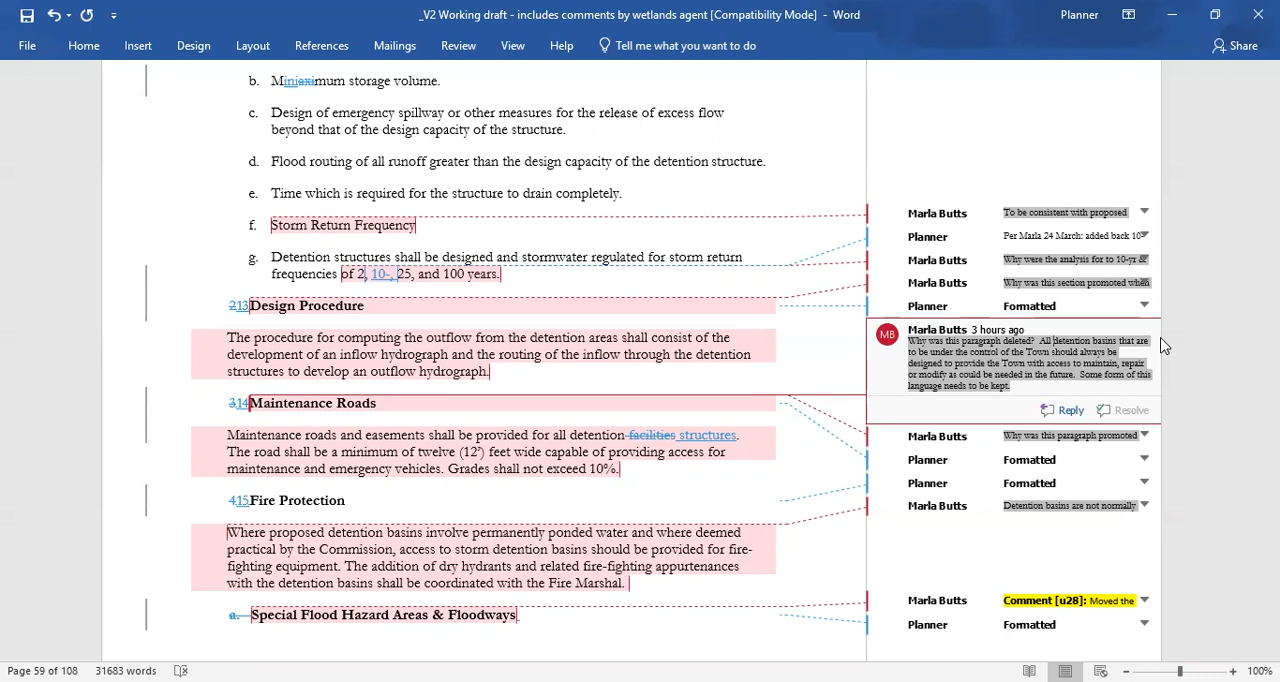 _V2 Working draft - includes comments by wetlands agent [Compatibility Mode] - Word
Planner
File Home Insert Design Layout References Mailings Review View Help Tell me what you want to do Share
b. Miniaximum storage volume.
c. Design of emergency spillway or other measures for the release of excess flow
beyond that of the design capacity of the structure.
d. Flood routing of all runoff greater than the design capacity of the detention structure.
e. Time which is required for the structure to drain completely.
f. Storm Return Frequency
g. Detention structures shall be designed and stormwater regulated for storm return
frequencies of 2, 10-, 25, and 100 years.
2.13Design Procedure
The procedure for computing the outflow from the detention areas shall consist of the
development of an inflow hydrograph and the routing of the inflow through the detention
structures to develop an outflow hydrograph.
3.14Maintenance Roads
Maintenance roads and easements shall be provided for all detention facilities structures.
The road shall be a minimum of twelve (12') feet wide capable of providing access for
maintenance and emergency vehicles. Grades shall not exceed 10%.
4.15Fire Protection
Where proposed detention basins involve permanently ponded water and where deemed
practical by the Commission, access to storm detention basins should be provided for fire-
fighting equipment. The addition of dry hydrants and related fire-fighting appurtenances
with the detention basins shall be coordinated with the Fire Marshal.
a. Special Flood Hazard Areas & Floodways.
Marla Butts To be consistent with proposed
Planner Per Marla 24 March: added back 10
Marla Butts Why were the analysis for to 10-yr &
Marla Butts Why was this section promoted when
Planner Formatted
MB Marla Butts 3 hours ago
Why was this paragraph deleted? All detention basins that are
to be under the control of the Town should always be
designed to provide the Town with access to maintain, repair
or modify as could be needed in the future. Some form of this
language needs to be kept.
Reply Resolve
Marla Butts Why was this paragraph promoted
Planner Formatted
Planner Formatted
Marla Butts Detention basins are not normally
Marla Butts Comment [u28]: Moved the
Planner Formatted
Page 59 of 108 31683 words 100%